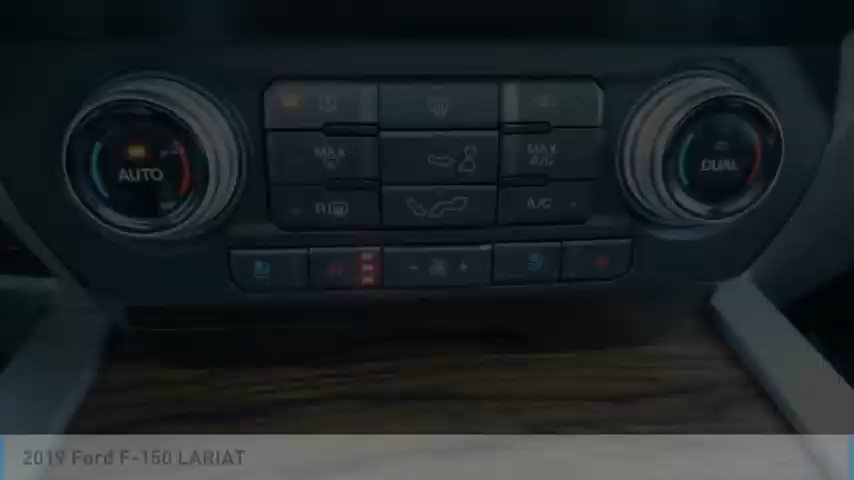 AUTO
MAX
R
MAX
A/C
A/C
DUAL
- +
2019 Ford F-150 LARIAT